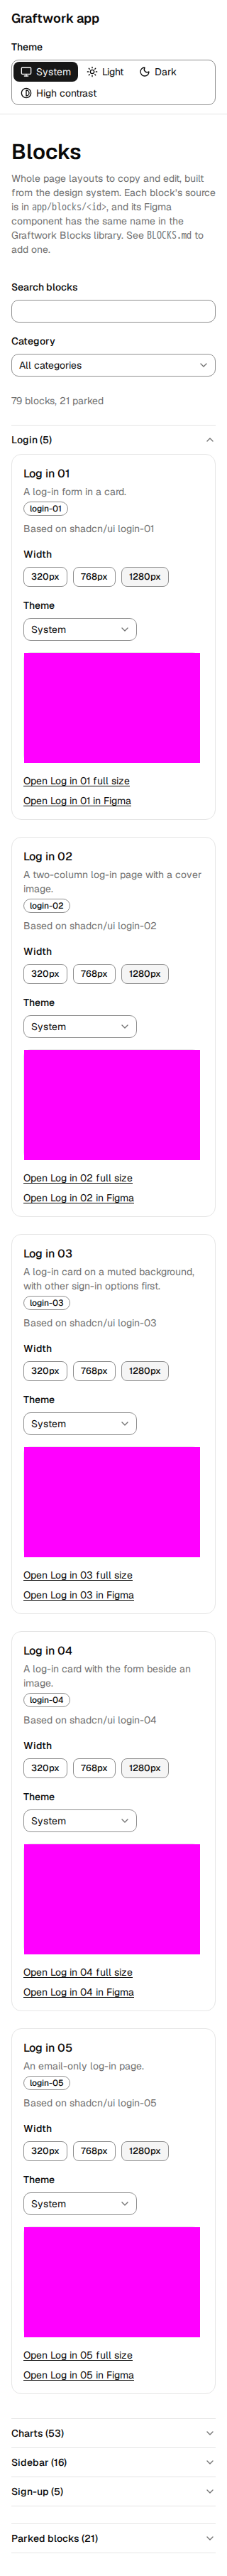 Graftwork app
Theme
System Light Dark
High contrast
Blocks
Whole page layouts to copy and edit, built
from the design system. Each block's source
is in app/blocks/<id>, and its Figma
component has the same name in the
Graftwork Blocks library. See BLOCKS.md to
add one.
Search blocks
Category
All categories
79 blocks, 21 parked
Login (5)
Log in 01
A log-in form in a card.
login-01
Based on shadcn/ui login-01
Width
320px 768px 1280px
Theme
System
Open Log in 01 full size
Open Log in 01 in Figma
Log in 02
A two-column log-in page with a cover
image.
login-02
Based on shadcn/ui login-02
Width
320px 768px 1280px
Theme
System
Open Log in 02 full size
Open Log in 02 in Figma
Log in 03
A log-in card on a muted background,
with other sign-in options first.
login-03
Based on shadcn/ui login-03
Width
320px 768px 1280px
Theme
System
Open Log in 03 full size
Open Log in 03 in Figma
Log in 04
A log-in card with the form beside an
image.
login-04
Based on shadcn/ui login-04
Width
320px 768px 1280px
Theme
System
Open Log in 04 full size
Open Log in 04 in Figma
Log in 05
An email-only log-in page.
login-05
Based on shadcn/ui login-05
Width
320px 768px 1280px
Theme
System
Open Log in 05 full size
Open Log in 05 in Figma
Charts (53)
Sidebar (16)
Sign-up (5)
Parked blocks (21)